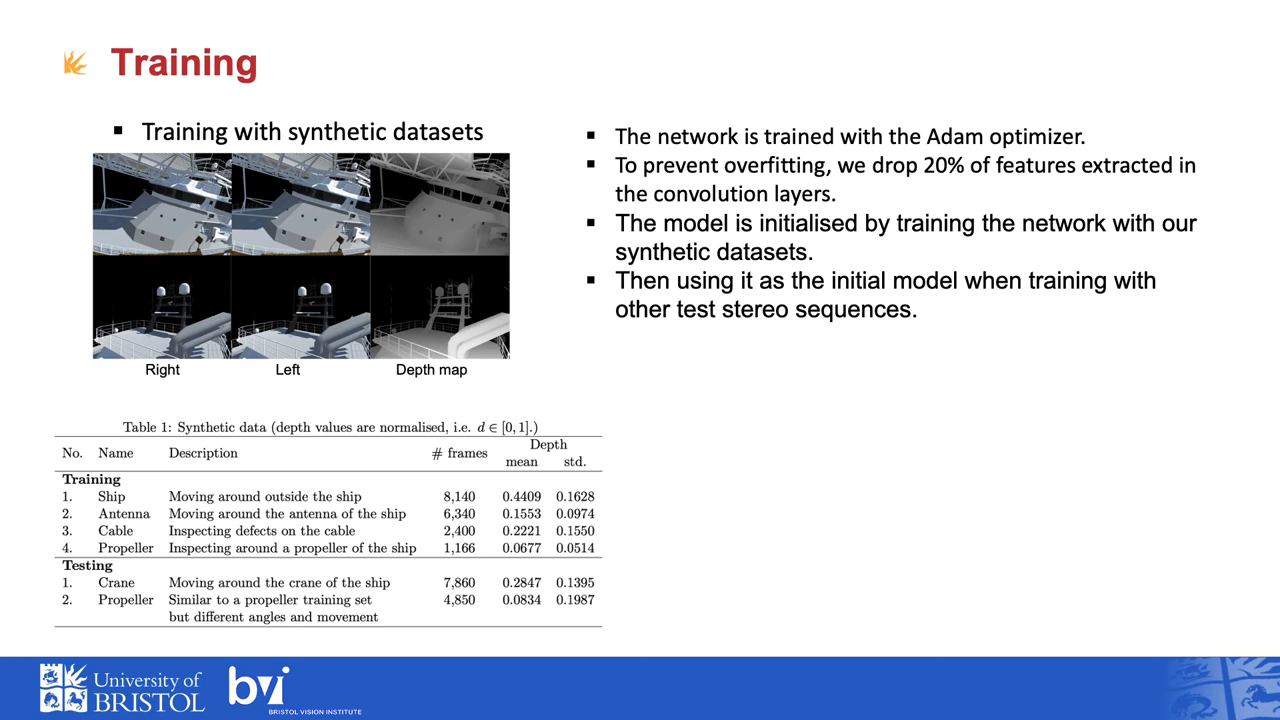 Training
▪ Training with synthetic datasets
Right Left Depth map
Table 1: Synthetic data (depth values are normalised, i.e. d ∈ [0, 1].)
No. Name Description # frames Depth
mean std.
Training
1. Ship Moving around outside the ship 8,140 0.4409 0.1628
2. Antenna Moving around the antenna of the ship 6,340 0.1553 0.0974
3. Cable Inspecting defects on the cable 2,400 0.2221 0.1550
4. Propeller Inspecting around a propeller of the ship 1,166 0.0677 0.0514
Testing
1. Crane Moving around the crane of the ship 7,860 0.2847 0.1395
2. Propeller Similar to a propeller training set 4,850 0.0834 0.1987
but different angles and movement
▪ The network is trained with the Adam optimizer.
▪ To prevent overfitting, we drop 20% of features extracted in
the convolution layers.
▪ The model is initialised by training the network with our
synthetic datasets.
▪ Then using it as the initial model when training with
other test stereo sequences.
University of
BRISTOL
bvi
BRISTOL VISION INSTITUTE